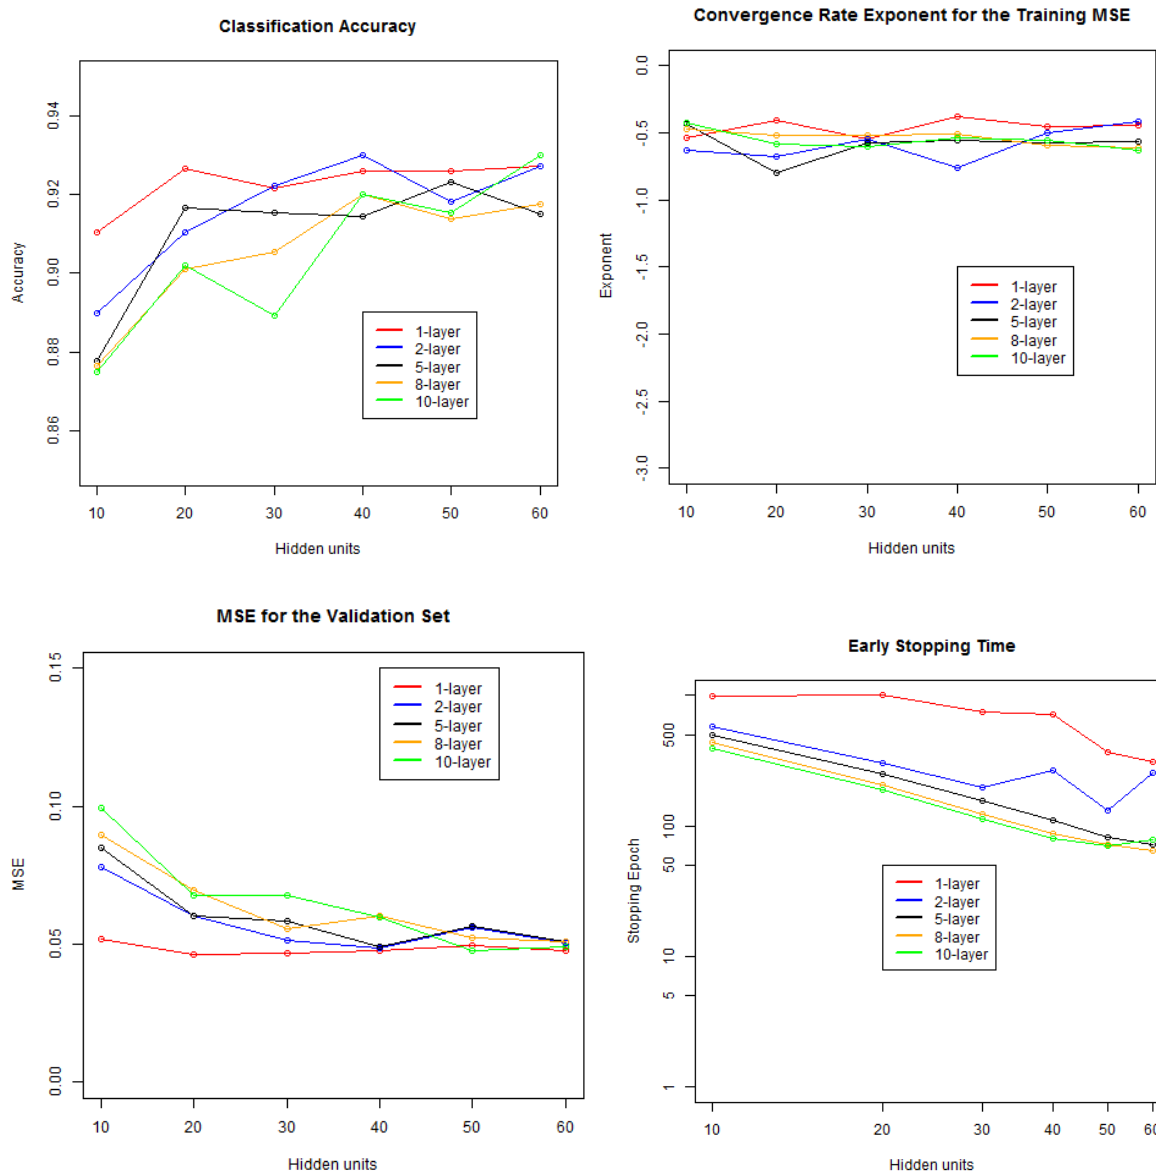 Classification Accuracy
Accuracy
0.94
0.92
0.90
0.88
0.86
1-layer
2-layer
5-layer
8-layer
10-layer
10 20 30 40 50 60
Hidden units
Convergence Rate Exponent for the Training MSE
Exponent
0.0
-0.5
-1.0
-1.5
-2.0
-2.5
-3.0
1-layer
2-layer
5-layer
8-layer
10-layer
10 20 30 40 50 60
Hidden units
MSE for the Validation Set
MSE
0.15
0.10
0.05
0.00
1-layer
2-layer
5-layer
8-layer
10-layer
10 20 30 40 50 60
Hidden units
Early Stopping Time
Stopping Epoch
500
100
50
10
5
1
1-layer
2-layer
5-layer
8-layer
10-layer
10 20 30 40 50 60
Hidden units